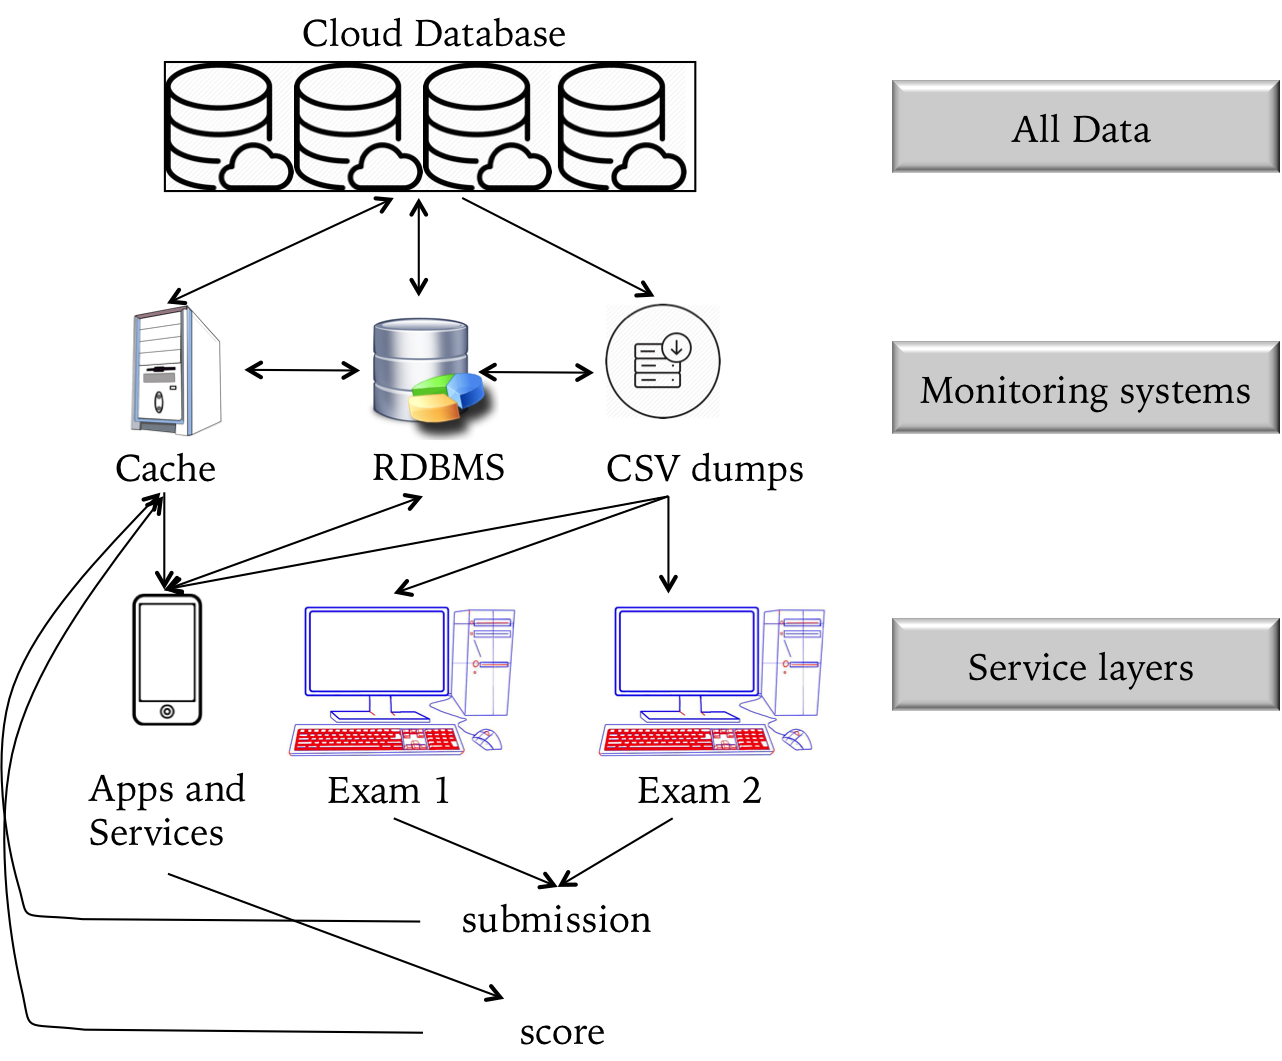 Cloud Database
All Data
Monitoring systems
Cache
RDBMS
CSV dumps
Service layers
Apps and
Services
Exam 1
Exam 2
submission
score